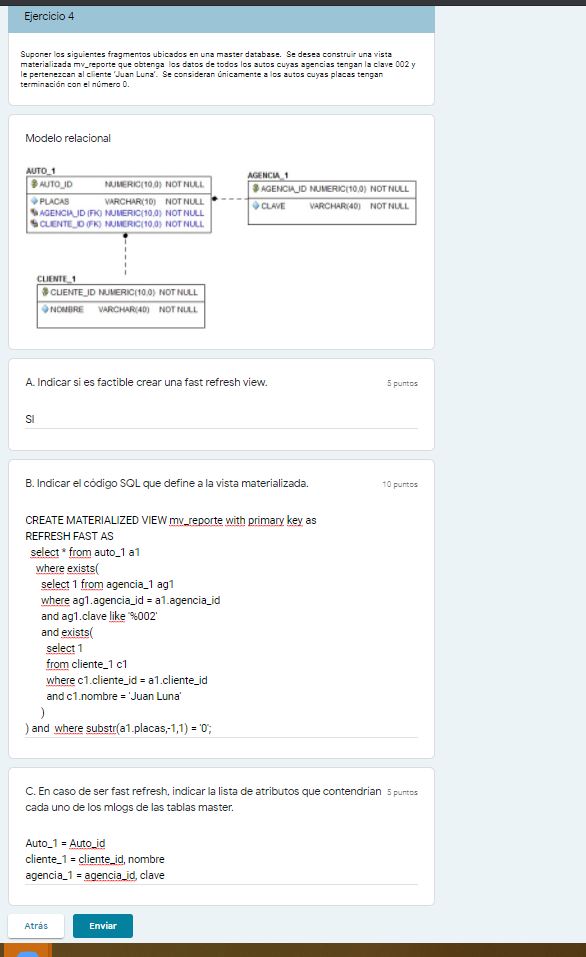 Ejercicio 4
Suponer los siguientes fragmentos ubicados en una master database. Se desea construir una vista
materializada mv_reporte que obtenga los datos de todos los autos cuyas agencias tengan la clave 002 y
le pertenezcan al cliente 'Juan Luna'. Se consideran únicamente a los autos cuyas placas tengan
terminación con el número 0.
Modelo relacional
AUTO_1
AUTO_ID NUMERIC(10,0) NOT NULL
PLACAS VARCHAR(10) NOT NULL
AGENCIA_ID (FK) NUMERIC(10,0) NOT NULL
CLIENTE_ID (FK) NUMERIC(10,0) NOT NULL
AGENCIA_1
AGENCIA_ID NUMERIC(10,0) NOT NULL
CLAVE VARCHAR(40) NOT NULL
CLIENTE_1
CLIENTE_ID NUMERIC(10,0) NOT NULL
NOMBRE VARCHAR(40) NOT NULL
A. Indicar si es factible crear una fast refresh view. 5 puntos
SI
B. Indicar el código SQL que define a la vista materializada. 10 puntos
CREATE MATERIALIZED VIEW mv_reporte with primary key as
REFRESH FAST AS
select * from auto_1 a1
where exists(
select 1 from agencia_1 ag1
where ag1.agencia_id = a1.agencia_id
and ag1.clave like '%002'
and exists(
select 1
from cliente_1 c1
where c1.cliente_id = a1.cliente_id
and c1.nombre = 'Juan Luna'
)
) and where substr(a1.placas,-1,1) = '0';
C. En caso de ser fast refresh, indicar la lista de atributos que contendrían 5 puntos
cada uno de los mlogs de las tablas master.
Auto_1 = Auto_id
cliente_1 = cliente_id, nombre
agencia_1 = agencia_id, clave
Atrás
Enviar